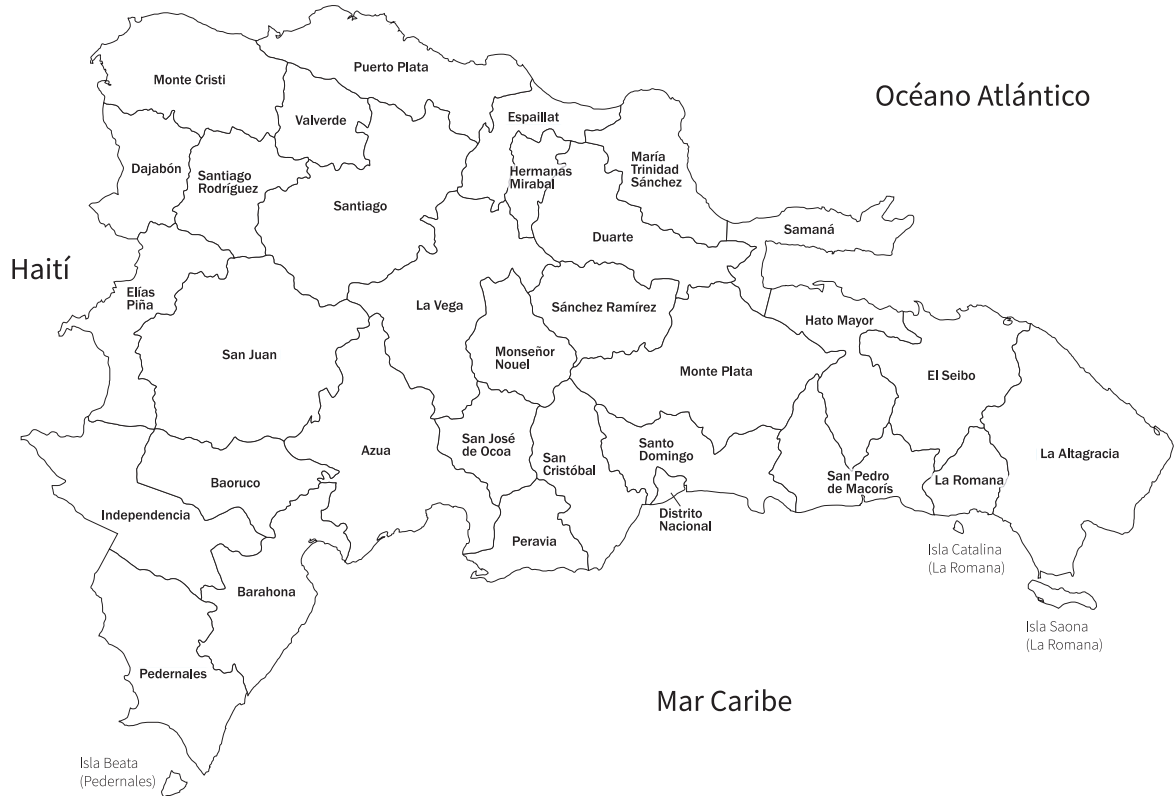 Puerto Plata
Monte Cristi
Océano Atlántico
Valverde
Espaillat
María
Trinidad
Sánchez
Dajabón
Santiago
Rodríguez
Hermanas
Mirabal
Santiago
Samaná
Duarte
Haití
Elías
Piña
La Vega
Sánchez Ramírez
Hato Mayor
San Juan
Monseñor
Nouel
Monte Plata
El Seibo
Azua
San José
de Ocoa
Santo
Domingo
La Altagracia
San
Cristóbal
Baoruco
San Pedro
de Macorís
La Romana
Independencia
Distrito
Nacional
Peravia
Isla Catalina
(La Romana)
Barahona
Isla Saona
(La Romana)
Pedernales
Mar Caribe
Isla Beata
(Pedernales)